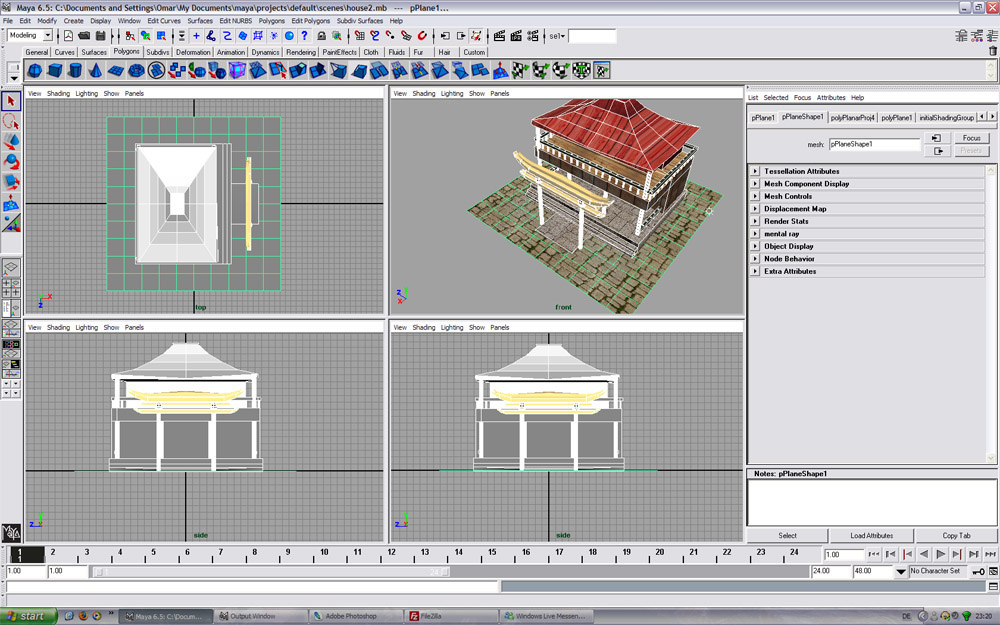 Maya 6.5: C:\Documents and Settings\Omar\My Documents\maya\projects\default\scenes\house2.mb --- pPlane1...
File Edit Modify Create Display Window Edit Curves Surfaces Edit NURBS Polygons Edit Polygons Subdiv Surfaces Help
Modeling
sel
General Curves Surfaces Polygons Subdivs Deformation Animation Dynamics Rendering PaintEffects Cloth Fluids Fur Hair Custom
View Shading Lighting Show Panels
View Shading Lighting Show Panels
List Selected Focus Attributes Help
pPlane1 pPlaneShape1 polyPlanarProj4 polyPlane1 initialShadingGroup
mesh: pPlaneShape1
Focus
Presets
Tessellation Attributes
Mesh Component Display
Mesh Controls
Displacement Map
Render Stats
mental ray
Object Display
Node Behavior
Extra Attributes
top
front
View Shading Lighting Show Panels
View Shading Lighting Show Panels
side
side
Notes: pPlaneShape1
Select Load Attributes Copy Tab
1 2 3 4 5 6 7 8 9 10 11 12 13 14 15 16 17 18 19 20 21 22 23 24
1
1.00
1.00 1.00 24 24.00 48.00 No Character Set
start Maya 6.5: C:\Docum... Output Window Adobe Photoshop FileZilla Windows Live Messen... DE 23:20